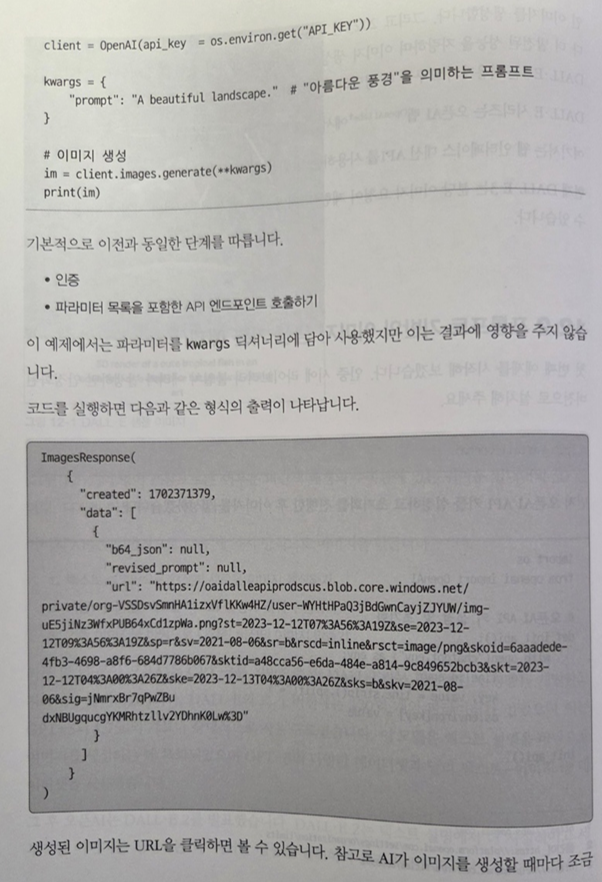 client = OpenAI(api_key  = os.environ.get("API_KEY"))
kwargs = {
"prompt": "A beautiful landscape."  # "아름다운 풍경"을 의미하는 프롬프트
}
# 이미지 생성
im = client.images.generate(**kwargs)
print(im)
기본적으로 이전과 동일한 단계를 따릅니다.
• 인증
• 파라미터 목록을 포함한 API 엔드포인트 호출하기
이 예제에서는 파라미터를 kwargs 딕셔너리에 담아 사용했지만 이는 결과에 영향을 주지 않습
니다.
코드를 실행하면 다음과 같은 형식의 출력이 나타납니다.
ImagesResponse(
{
"created": 1702371379,
"data": [
{
"b64_json": null,
"revised_prompt": null,
"url": "https://oaidalleapiprodscus.blob.core.windows.net/
private/org-VSSDsvSmnHA1izxVflKKw4HZ/user-WYHtHPaQ3jBdGwnCayjZJYUW/img-
uE5jiNz3WfxPUB64xCd1zpWa.png?st=2023-12-12T07%3A56%3A19Z&se=2023-12-
12T09%3A56%3A19Z&sp=r&sv=2021-08-06&sr=b&rscd=inline&rsct=image/png&skoid=6aaadede-
4fb3-4698-a8f6-684d7786b067&sktid=a48cca56-e6da-484e-a814-9c849652bcb3&skt=2023-
12-12T04%3A00%3A26Z&ske=2023-12-13T04%3A00%3A26Z&sks=b&skv=2021-08-
06&sig=jNmrxBr7qPwZBu
dxNBUgqucgYKMRhtzllv2YDhnK0Lw%3D"
}
]
}
)
생성된 이미지는 URL을 클릭하면 볼 수 있습니다. 참고로 AI가 이미지를 생성할 때마다 조금